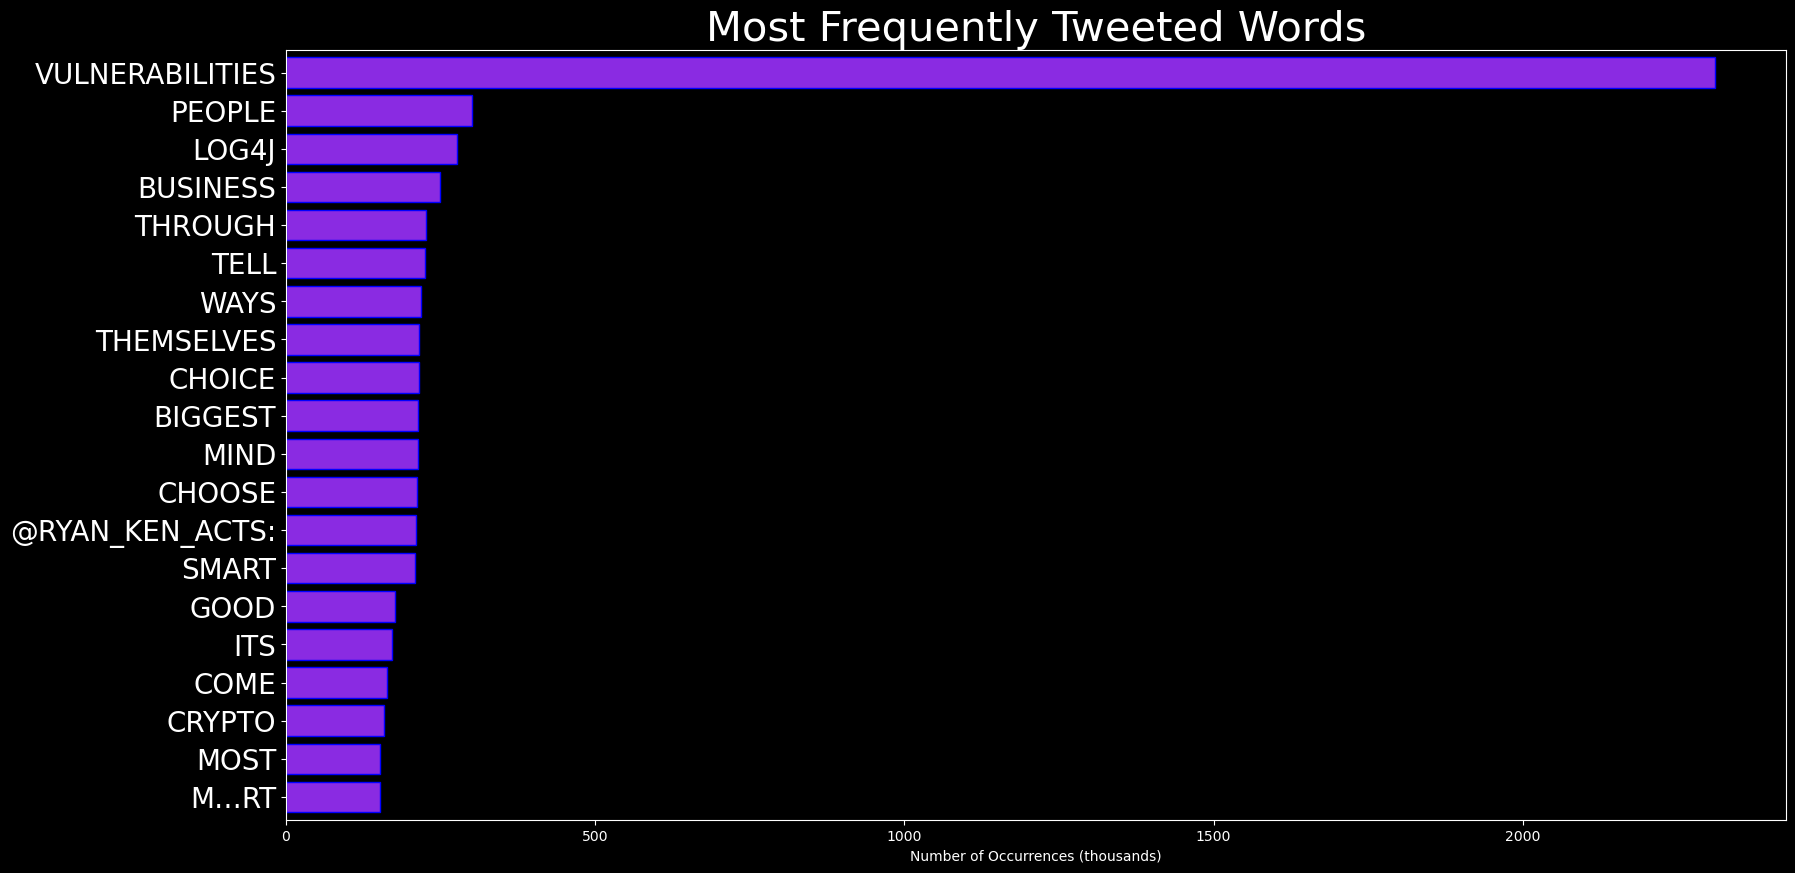 Most Frequently Tweeted Words
VULNERABILITIES
PEOPLE
LOG4J
BUSINESS
THROUGH
TELL
WAYS
THEMSELVES
CHOICE
BIGGEST
MIND
CHOOSE
@RYAN_KEN_ACTS:
SMART
GOOD
ITS
COME
CRYPTO
MOST
M…RT
0 500 1000 1500 2000
Number of Occurrences (thousands)